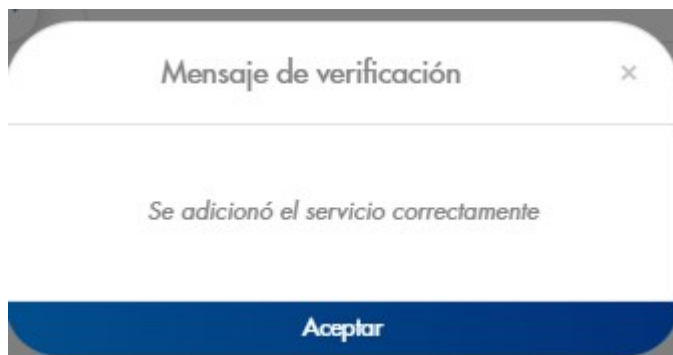 Mensaje de verificación ×
Se adicionó el servicio correctamente
Aceptar